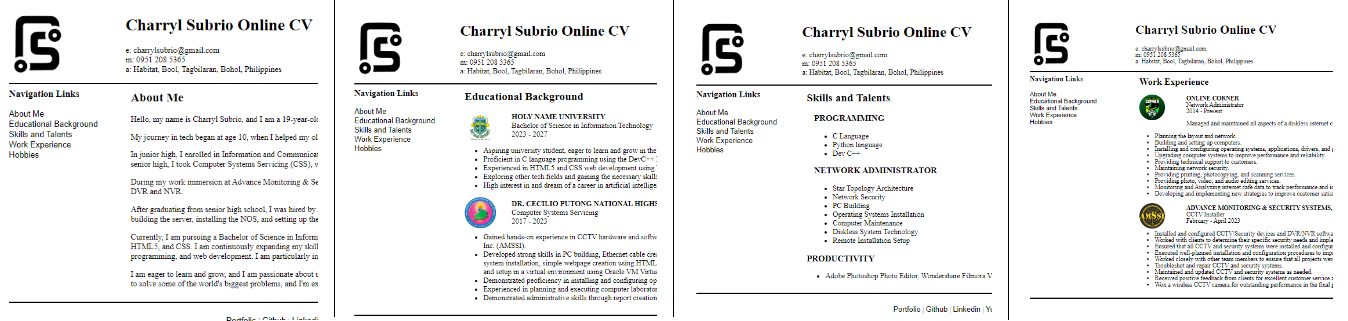 Charryl Subrio Online CV
e: charrylsubrio@gmail.com
m: 0951 208 5365
a: Habitat, Bool, Tagbilaran, Bohol, Philippines
Navigation Links
About Me
Educational Background
Skills and Talents
Work Experience
Hobbies
About Me
Hello, my name is Charryl Subrio, and I am a 19-year-ol
My journey in tech began at age 10, when I helped my ol
In junior high, I enrolled in Information and Communicat
senior high, I took Computer Systems Servicing (CSS), w
During my work immersion at Advance Monitoring & Se
DVR and NVR.
After graduating from senior high school, I was hired by
building the server, installing the NOS, and setting up the
Currently, I am pursuing a Bachelor of Science in Inform
HTML5, and CSS. I am continuously expanding my skill
programming, and web development. I am particularly in
I am eager to learn and grow, and I am passionate about u
to solve some of the world's biggest problems, and I'm ex
Portfolio | Github | Linkedi
Charryl Subrio Online CV
e: charrylsubrio@gmail.com
m: 0951 208 5365
a: Habitat, Bool, Tagbilaran, Bohol, Philippines
Navigation Links
About Me
Educational Background
Skills and Talents
Work Experience
Hobbies
Educational Background
HOLY NAME UNIVERSITY
Bachelor of Science in Information Technology
2023 - 2027
Aspiring university student, eager to learn and grow in the
Proficient in C language programming using the DevC++
Experienced in HTML5 and CSS web development using
Exploring other tech fields and gaining the necessary skills
High interest in and dream of a career in artificial intellige
DR. CECILIO PUTONG NATIONAL HIGHS
Computer Systems Servicing
2017 - 2023
Gained hands-on experience in CCTV hardware and softw
Inc. (AMSSI).
Developed strong skills in PC building, Ethernet cable crea
system installation, simple webpage creation using HTML
and setup in a virtual environment using Oracle VM Virtua
Demonstrated proficiency in installing and configuring op
Experienced in planning and executing computer laborator
Demonstrated administrative skills through report creation
Charryl Subrio Online CV
e: charrylsubrio@gmail.com
m: 0951 208 5365
a: Habitat, Bool, Tagbilaran, Bohol, Philippines
Navigation Links
About Me
Educational Background
Skills and Talents
Work Experience
Hobbies
Skills and Talents
PROGRAMMING
C Language
Python language
Dev C++
NETWORK ADMINISTRATOR
Star Topology Architecture
Network Security
PC Building
Operating Systems Installation
Computer Maintenance
Diskless System Technology
Remote Installation Setup
PRODUCTIVITY
Adobe Photoshop Photo Editor, Wondershare Filmora V
Portfolio | Github | Linkedin | Yo
Charryl Subrio Online CV
e: charrylsubrio@gmail.com
m: 0951 208 5365
a: Habitat, Bool, Tagbilaran, Bohol, Philippines
Navigation Links
About Me
Educational Background
Skills and Talents
Work Experience
Hobbies
Work Experience
ONLINE CORNER
Network Administrator
2014 - Present
Managed and maintained all aspects of a diskless internet c
Planning the layout and network.
Building and setting up computers.
Installing and configuring operating systems, applications, drivers, and
Upgrading computer systems to improve performance and reliability.
Providing technical support to customers.
Maintaining network security.
Providing printing, photocopying, and scanning services.
Providing photo, video, and audio editing services.
Monitoring and Analyzing internet cafe data to track performance and id
Developing and implementing new strategies to improve customer satisf
AMSSI
ADVANCE MONITORING & SECURITY SYSTEMS,
CCTV Installer
February - April 2023
Installed and configured CCTV/Security devices and DVR/NVR softwa
Worked with clients to determine their specific security needs and imple
Ensured that all CCTV and security systems were installed and configur
Executed well-planned installation and configuration procedures to impr
Worked closely with other team members to ensure that all projects wer
Troubleshoot and repair CCTV and security systems.
Maintained and updated CCTV and security systems as needed.
Received positive feedback from clients for excellent customer service a
Won a wireless CCTV camera for outstanding performance in the final p